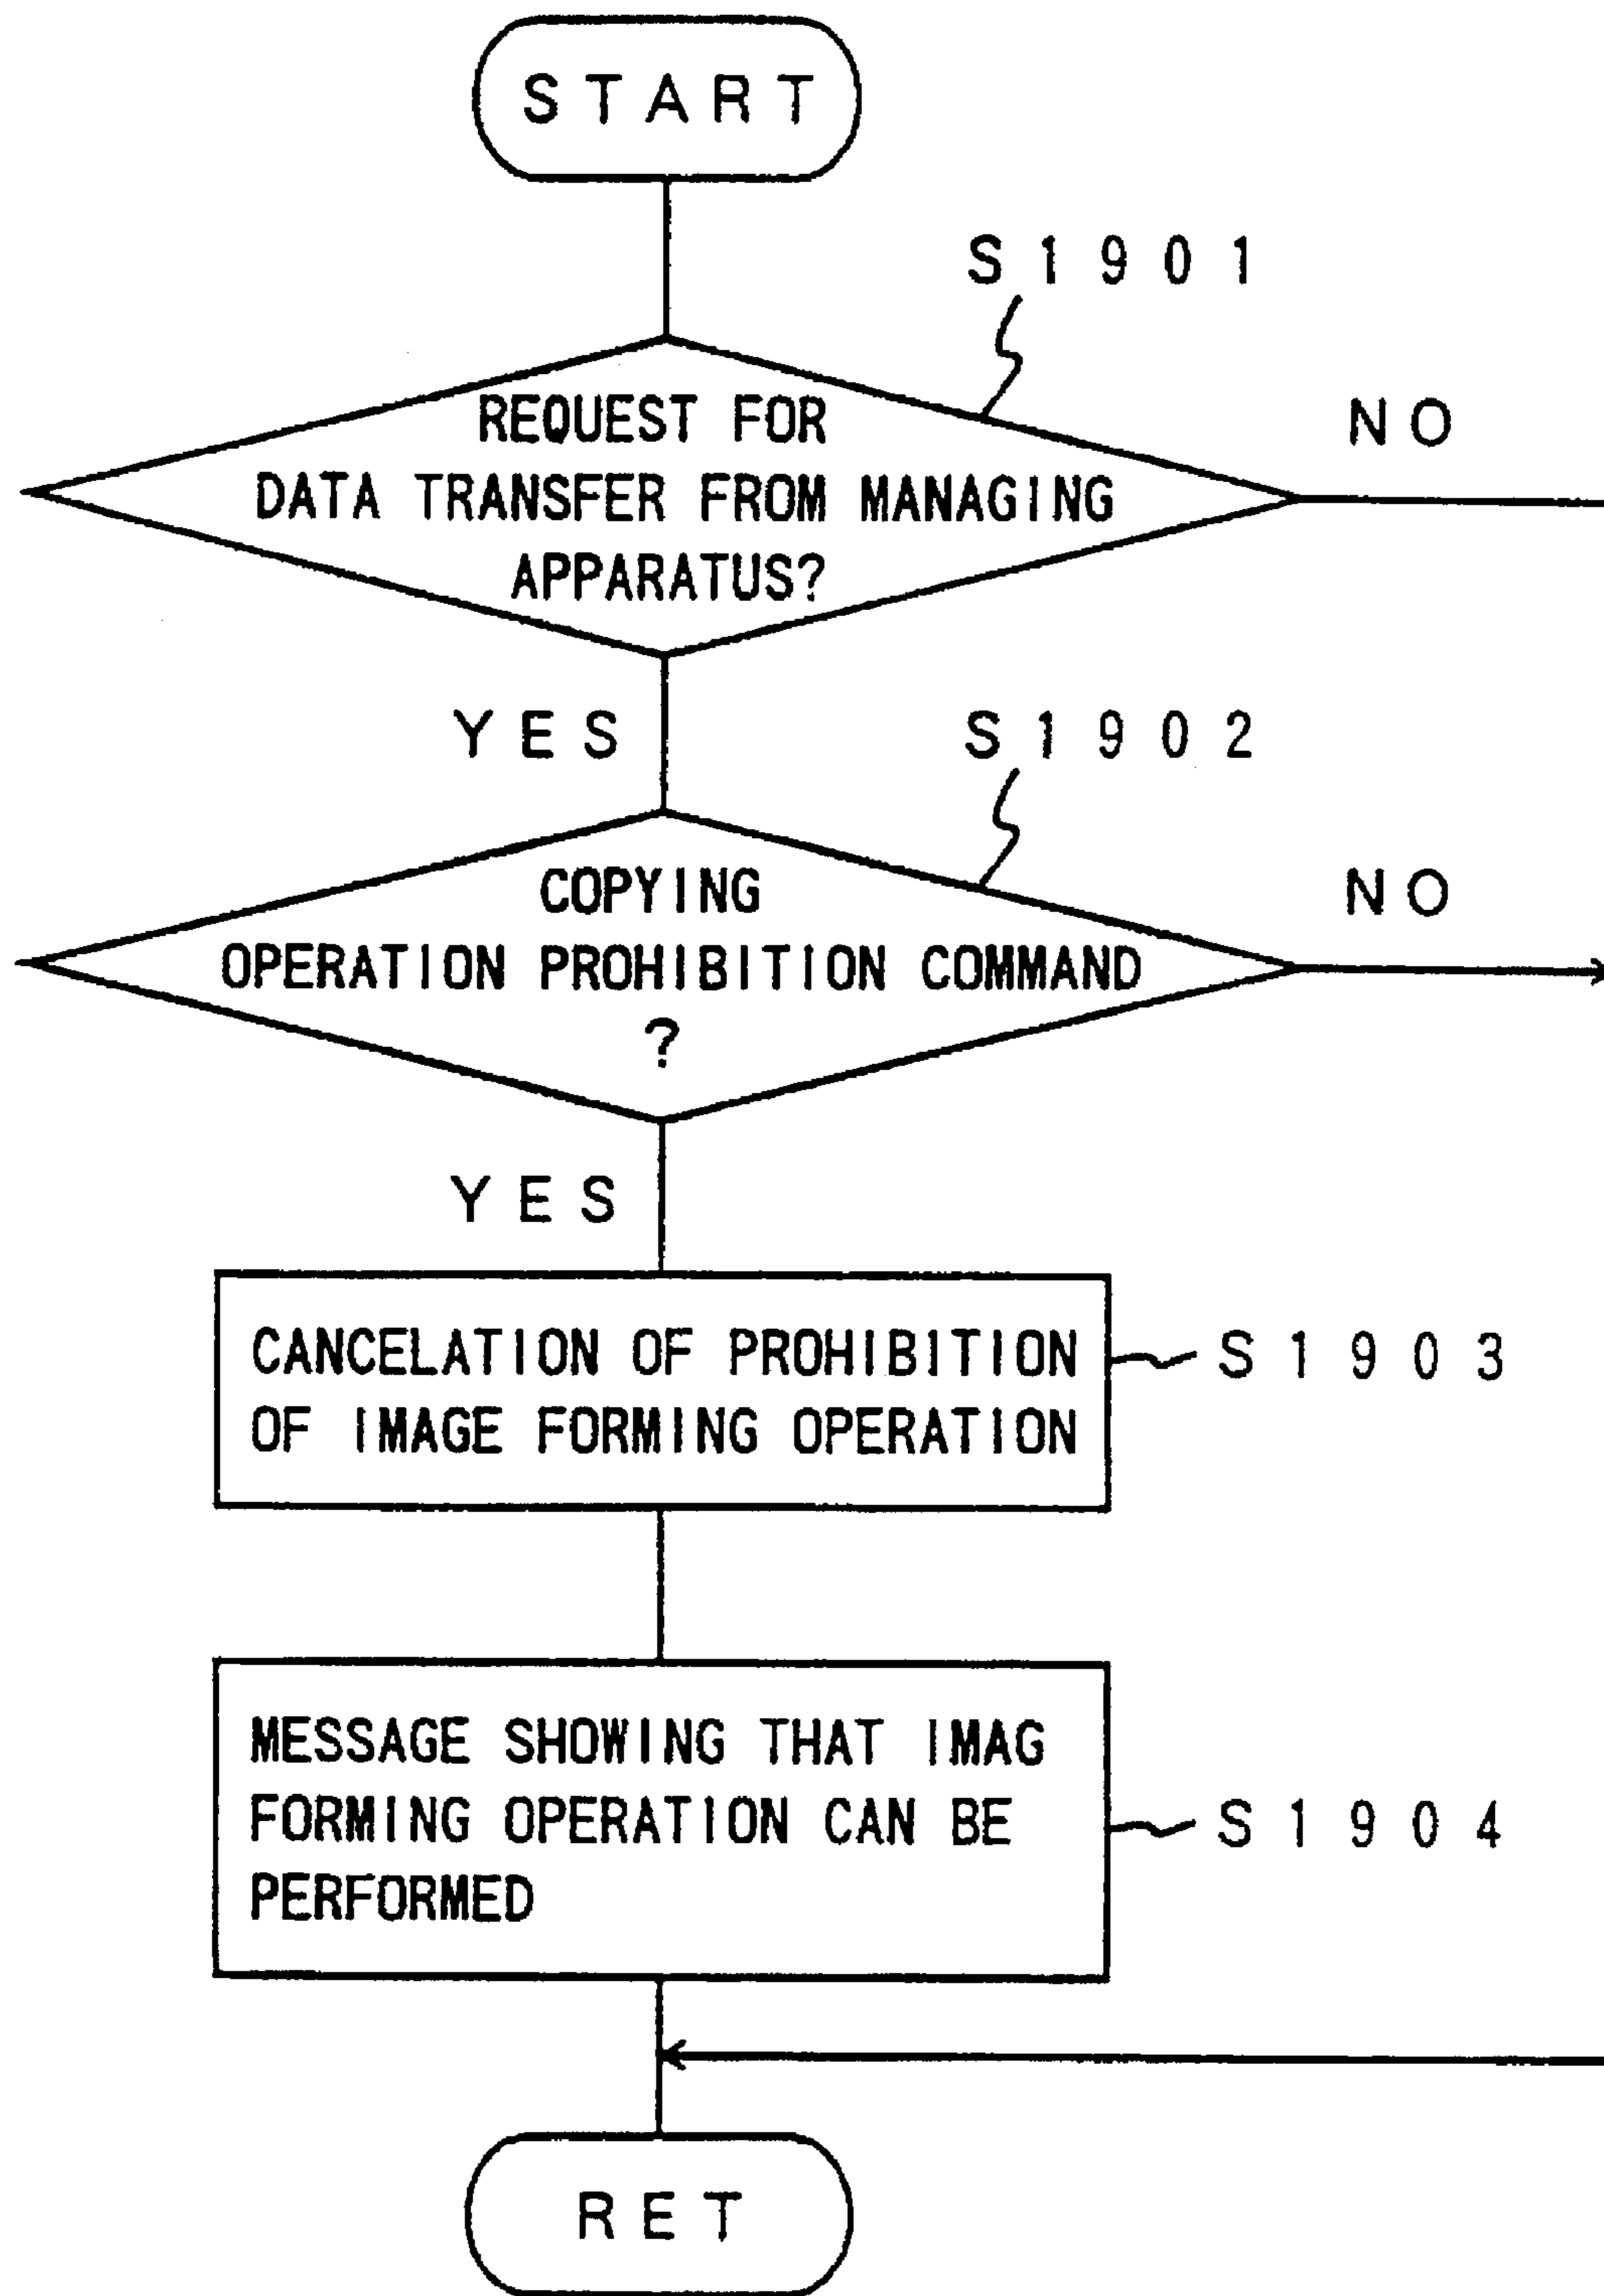 START
S1901
REQUEST FOR
NO
DATA TRANSFER FROM MANAGING
APPARATUS?
YES
S1902
COPYING
NO
OPERATION PROHIBITION COMMAND
?
YES
CANCELATION OF PROHIBITION
S1903
OF IMAGE FORMING OPERATION
MESSAGE SHOWING THAT IMAG
FORMING OPERATION CAN BE
S1904
PERFORMED
RET